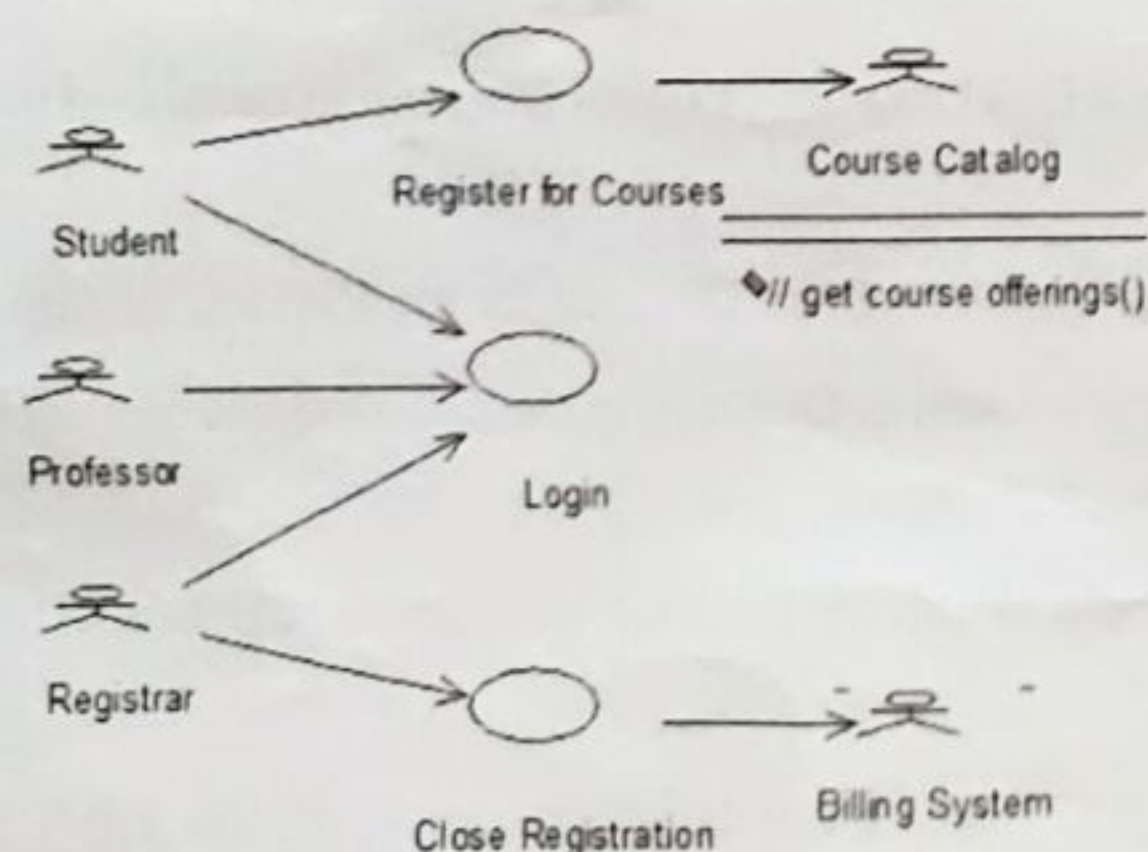 Course Catalog
Register for Courses
Student
// get course offerings()
Professor
Login
Registrar
Billing System
Close Registration